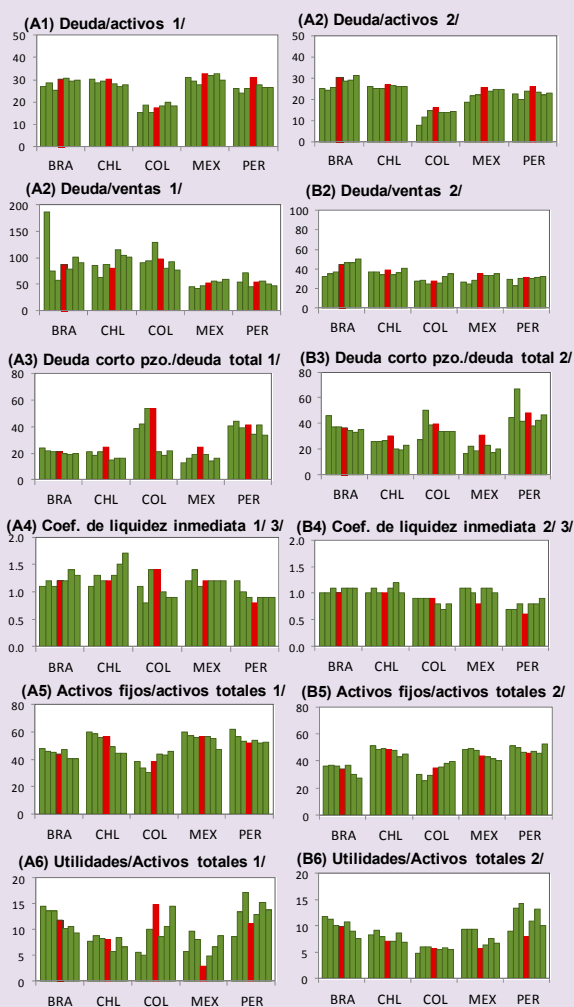 (A1) Deuda/activos 1/
50
40
30
20
10
0
BRA CHL COL MEX PER
(A2) Deuda/activos 2/
50
40
30
20
10
0
BRA CHL COL MEX PER
(A2) Deuda/ventas 1/
200
150
100
50
0
BRA CHL COL MEX PER
(B2) Deuda/ventas 2/
100
80
60
40
20
0
BRA CHL COL MEX PER
(A3) Deuda corto pzo./deuda total 1/
80
60
40
20
0
BRA CHL COL MEX PER
(B3) Deuda corto pzo./deuda total 2/
80
60
40
20
0
BRA CHL COL MEX PER
(A4) Coef. de liquidez inmediata 1/ 3/
2.0
1.5
1.0
0.5
0.0
BRA CHL COL MEX PER
(B4) Coef. de liquidez inmediata 2/ 3/
2.0
1.5
1.0
0.5
0.0
BRA CHL COL MEX PER
(A5) Activos fijos/activos totales 1/
80
60
40
20
0
BRA CHL COL MEX PER
(B5) Activos fijos/activos totales 2/
80
60
40
20
0
BRA CHL COL MEX PER
(A6) Utilidades/Activos totales 1/
20
15
10
5
0
BRA CHL COL MEX PER
(B6) Utilidades/Activos totales 2/
20
15
10
5
0
BRA CHL COL MEX PER